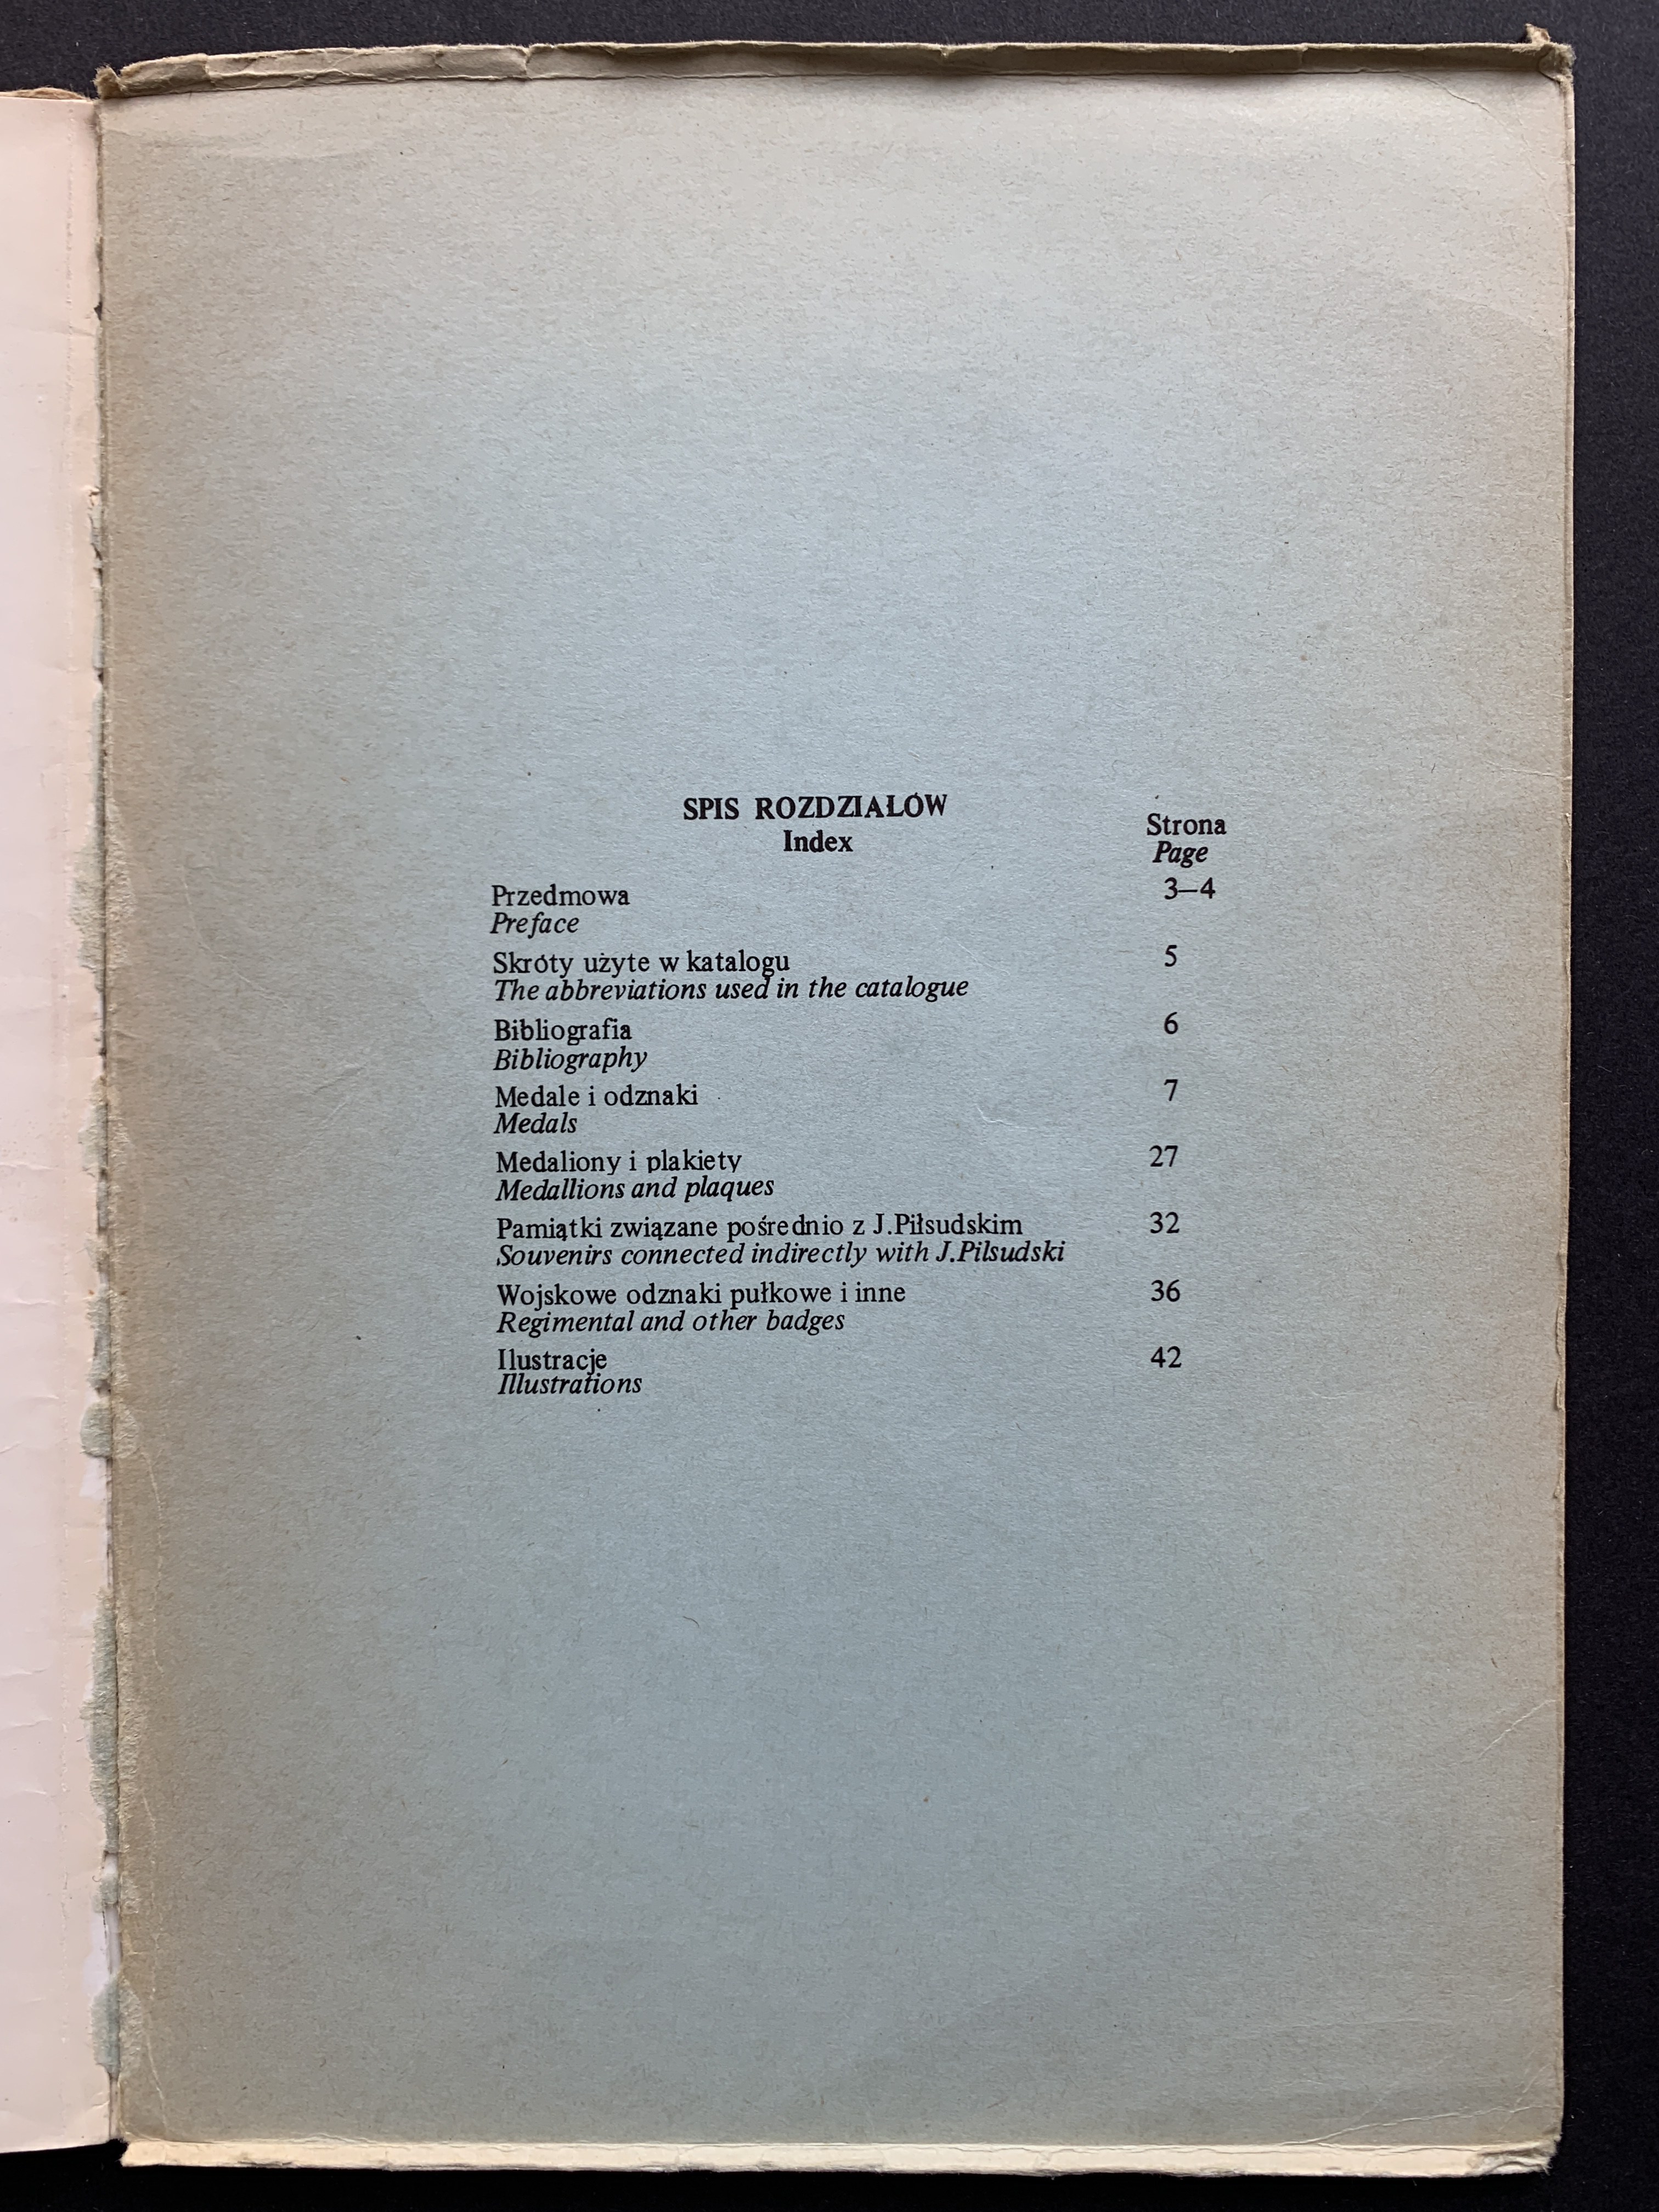 SPIS ROZDZIAŁÓW
Index
Strona
Page
Przedmowa 3–4
Preface
Skróty użyte w katalogu 5
The abbreviations used in the catalogue
Bibliografia 6
Bibliography
Medale i odznaki 7
Medals
Medaliony i plakiety 27
Medallions and plaques
Pamiątki związane pośrednio z J.Piłsudskim 32
Souvenirs connected indirectly with J.Pilsudski
Wojskowe odznaki pułkowe i inne 36
Regimental and other badges
Ilustracje 42
Illustrations